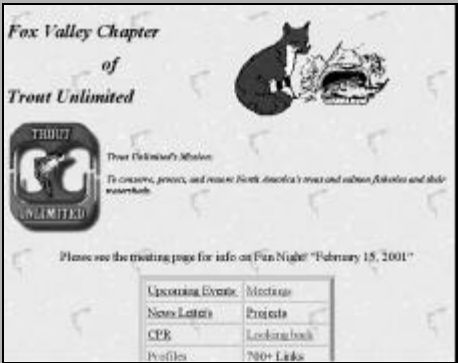 Fox Valley Chapter
of
Trout Unlimited
TROUT
UNLIMITED
Trout Unlimited's Mission:
To conserve, protect, and restore North America's trout and salmon fisheries and their
watersheds.
Please see the meeting page for info on Fun Night! "February 15, 2001"
Upcoming Events Meetings
News Letters Projects
CPR Looking back
Profiles 700+ Links